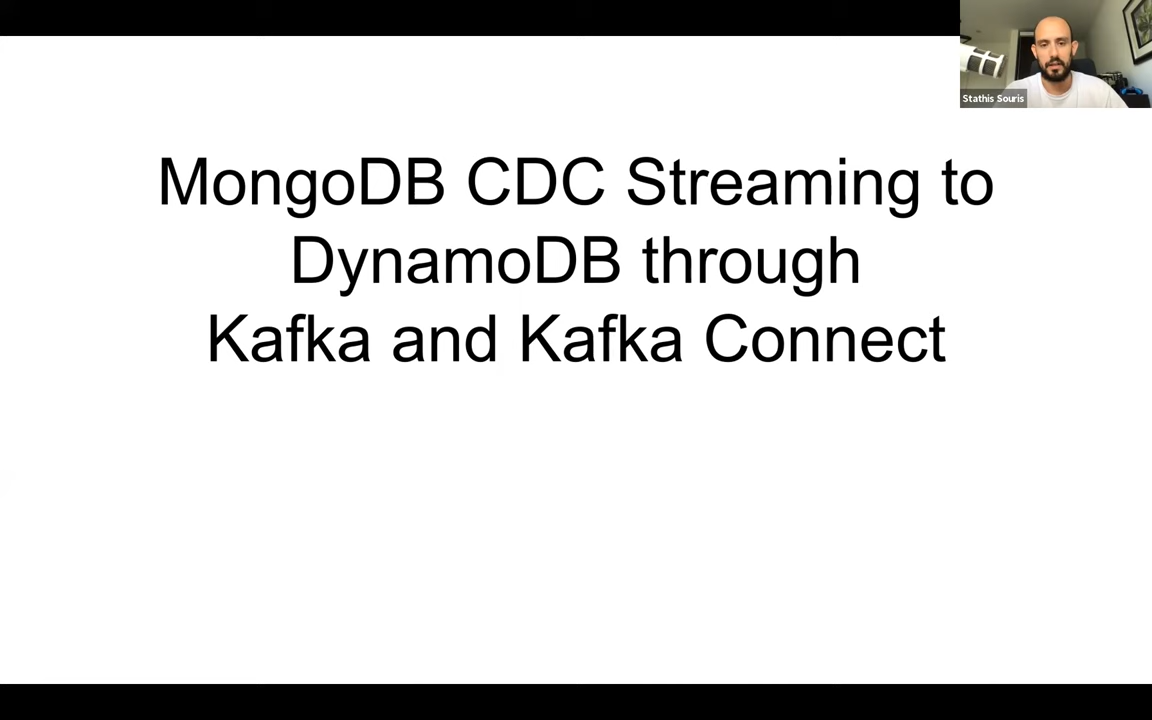 Stathis Souris
MongoDB CDC Streaming to
DynamoDB through
Kafka and Kafka Connect